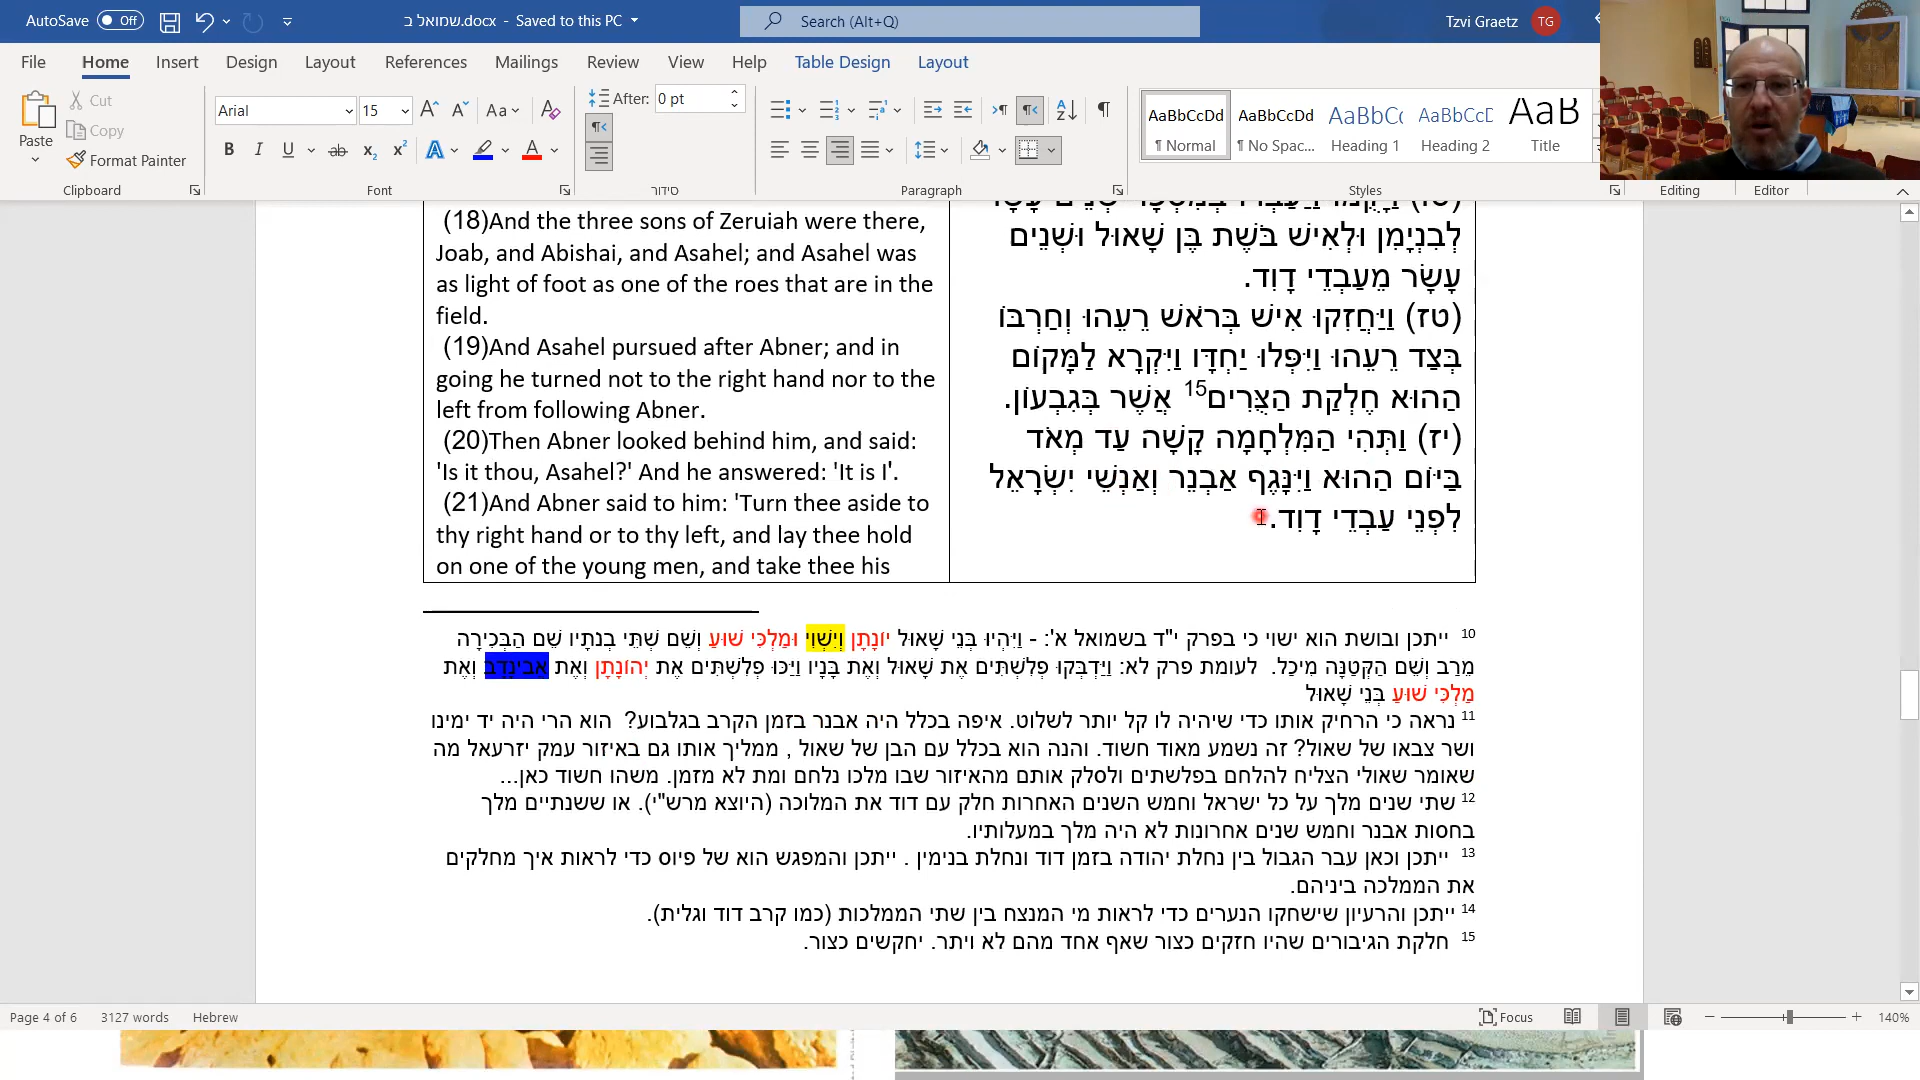 AutoSave Off שמואל ב.docx - Saved to this PC Search (Alt+Q) Tzvi Graetz TG
File Home Insert Design Layout References Mailings Review View Help Table Design Layout
Cut
Copy
Paste
Format Painter
Clipboard
Arial 15
Aa
B I U ab x₂ x² A A
Font
After: 0 pt
סידור
Paragraph
AaBbCcDd AaBbCcDd AaBbCc AaBbCcD AaB
¶ Normal ¶ No Spac... Heading 1 Heading 2 Title
Styles
Editing Editor
(18)And the three sons of Zeruiah were there,
Joab, and Abishai, and Asahel; and Asahel was
as light of foot as one of the roes that are in the
field.
(19)And Asahel pursued after Abner; and in
going he turned not to the right hand nor to the
left from following Abner.
(20)Then Abner looked behind him, and said:
'Is it thou, Asahel?' And he answered: 'It is I'.
(21)And Abner said to him: 'Turn thee aside to
thy right hand or to thy left, and lay thee hold
on one of the young men, and take thee his
לְבִנְיָמִן וּלְאִישׁ בֹּשֶׁת בֶּן שָׁאוּל וּשְׁנֵים
עָשָׂר מֵעַבְדֵי דָוִד.
(טז) וַיַּחֲזִקוּ אִישׁ בְּרֹאשׁ רֵעֵהוּ וְחַרְבּוֹ
בְּצַד רֵעֵהוּ וַיִּפְּלוּ יַחְדָּו וַיִּקְרָא לַמָּקוֹם
הַהוּא חֶלְקַת הַצֻּרִים15 אֲשֶׁר בְּגִבְעוֹן.
(יז) וַתְּהִי הַמִּלְחָמָה קָשָׁה עַד מְאֹד
בַּיּוֹם הַהוּא וַיִּנָּגֶף אַבְנֵר וְאַנְשֵׁי יִשְׂרָאֵל
לִפְנֵי עַבְדֵי דָוִד.
10 ייתכן ובושת הוא ישוי כי בפרק י"ד בשמואל א': - וַיִּהְיוּ בְּנֵי שָׁאוּל יוֹנָתָן וְיִשְׁוִי וּמַלְכִּי שׁוּעַ וְשֵׁם שְׁתֵּי בְנֹתָיו שֵׁם הַבְּכִירָה
מֵרַב וְשֵׁם הַקְּטַנָּה מִיכַל. לעומת פרק לא: וַיַּדְבְּקוּ פְלִשְׁתִּים אֶת שָׁאוּל וְאֶת בָּנָיו וַיַּכּוּ פְלִשְׁתִּים אֶת יְהוֹנָתָן וְאֶת אֲבִינָדָב וְאֶת
מַלְכִּי שׁוּעַ בְּנֵי שָׁאוּל
11 נראה כי הרחיק אותו כדי שיהיה לו קל יותר לשלוט. איפה בכלל היה אבנר בזמן הקרב בגלבוע? הוא הרי היה יד ימינו
ושר צבאו של שאול? זה נשמע מאוד חשוד. והנה הוא בכלל עם הבן של שאול , ממליך אותו גם באיזור עמק יזרעאל מה
שאומר שאולי הצליח להלחם בפלשתים ולסלק אותם מהאיזור שבו מלכו נלחם ומת לא מזמן. משהו חשוד כאן...
12 שתי שנים מלך על כל ישראל וחמש השנים האחרות חלק עם דוד את המלוכה (היוצא מרש"י). או ששנתיים מלך
בחסות אבנר וחמש שנים אחרונות לא היה מלך במעלותיו.
13 ייתכן וכאן עבר הגבול בין נחלת יהודה בזמן דוד ונחלת בנימין . ייתכן והמפגש הוא של פיוס כדי לראות איך מחלקים
את הממלכה ביניהם.
14 ייתכן והרעיון שישחקו הנערים כדי לראות מי המנצח בין שתי הממלכות (כמו קרב דוד וגלית).
15 חלקת הגיבורים שהיו חזקים כצור שאף אחד מהם לא ויתר. יחקשים כצור.
Page 4 of 6 3127 words Hebrew Focus 140%